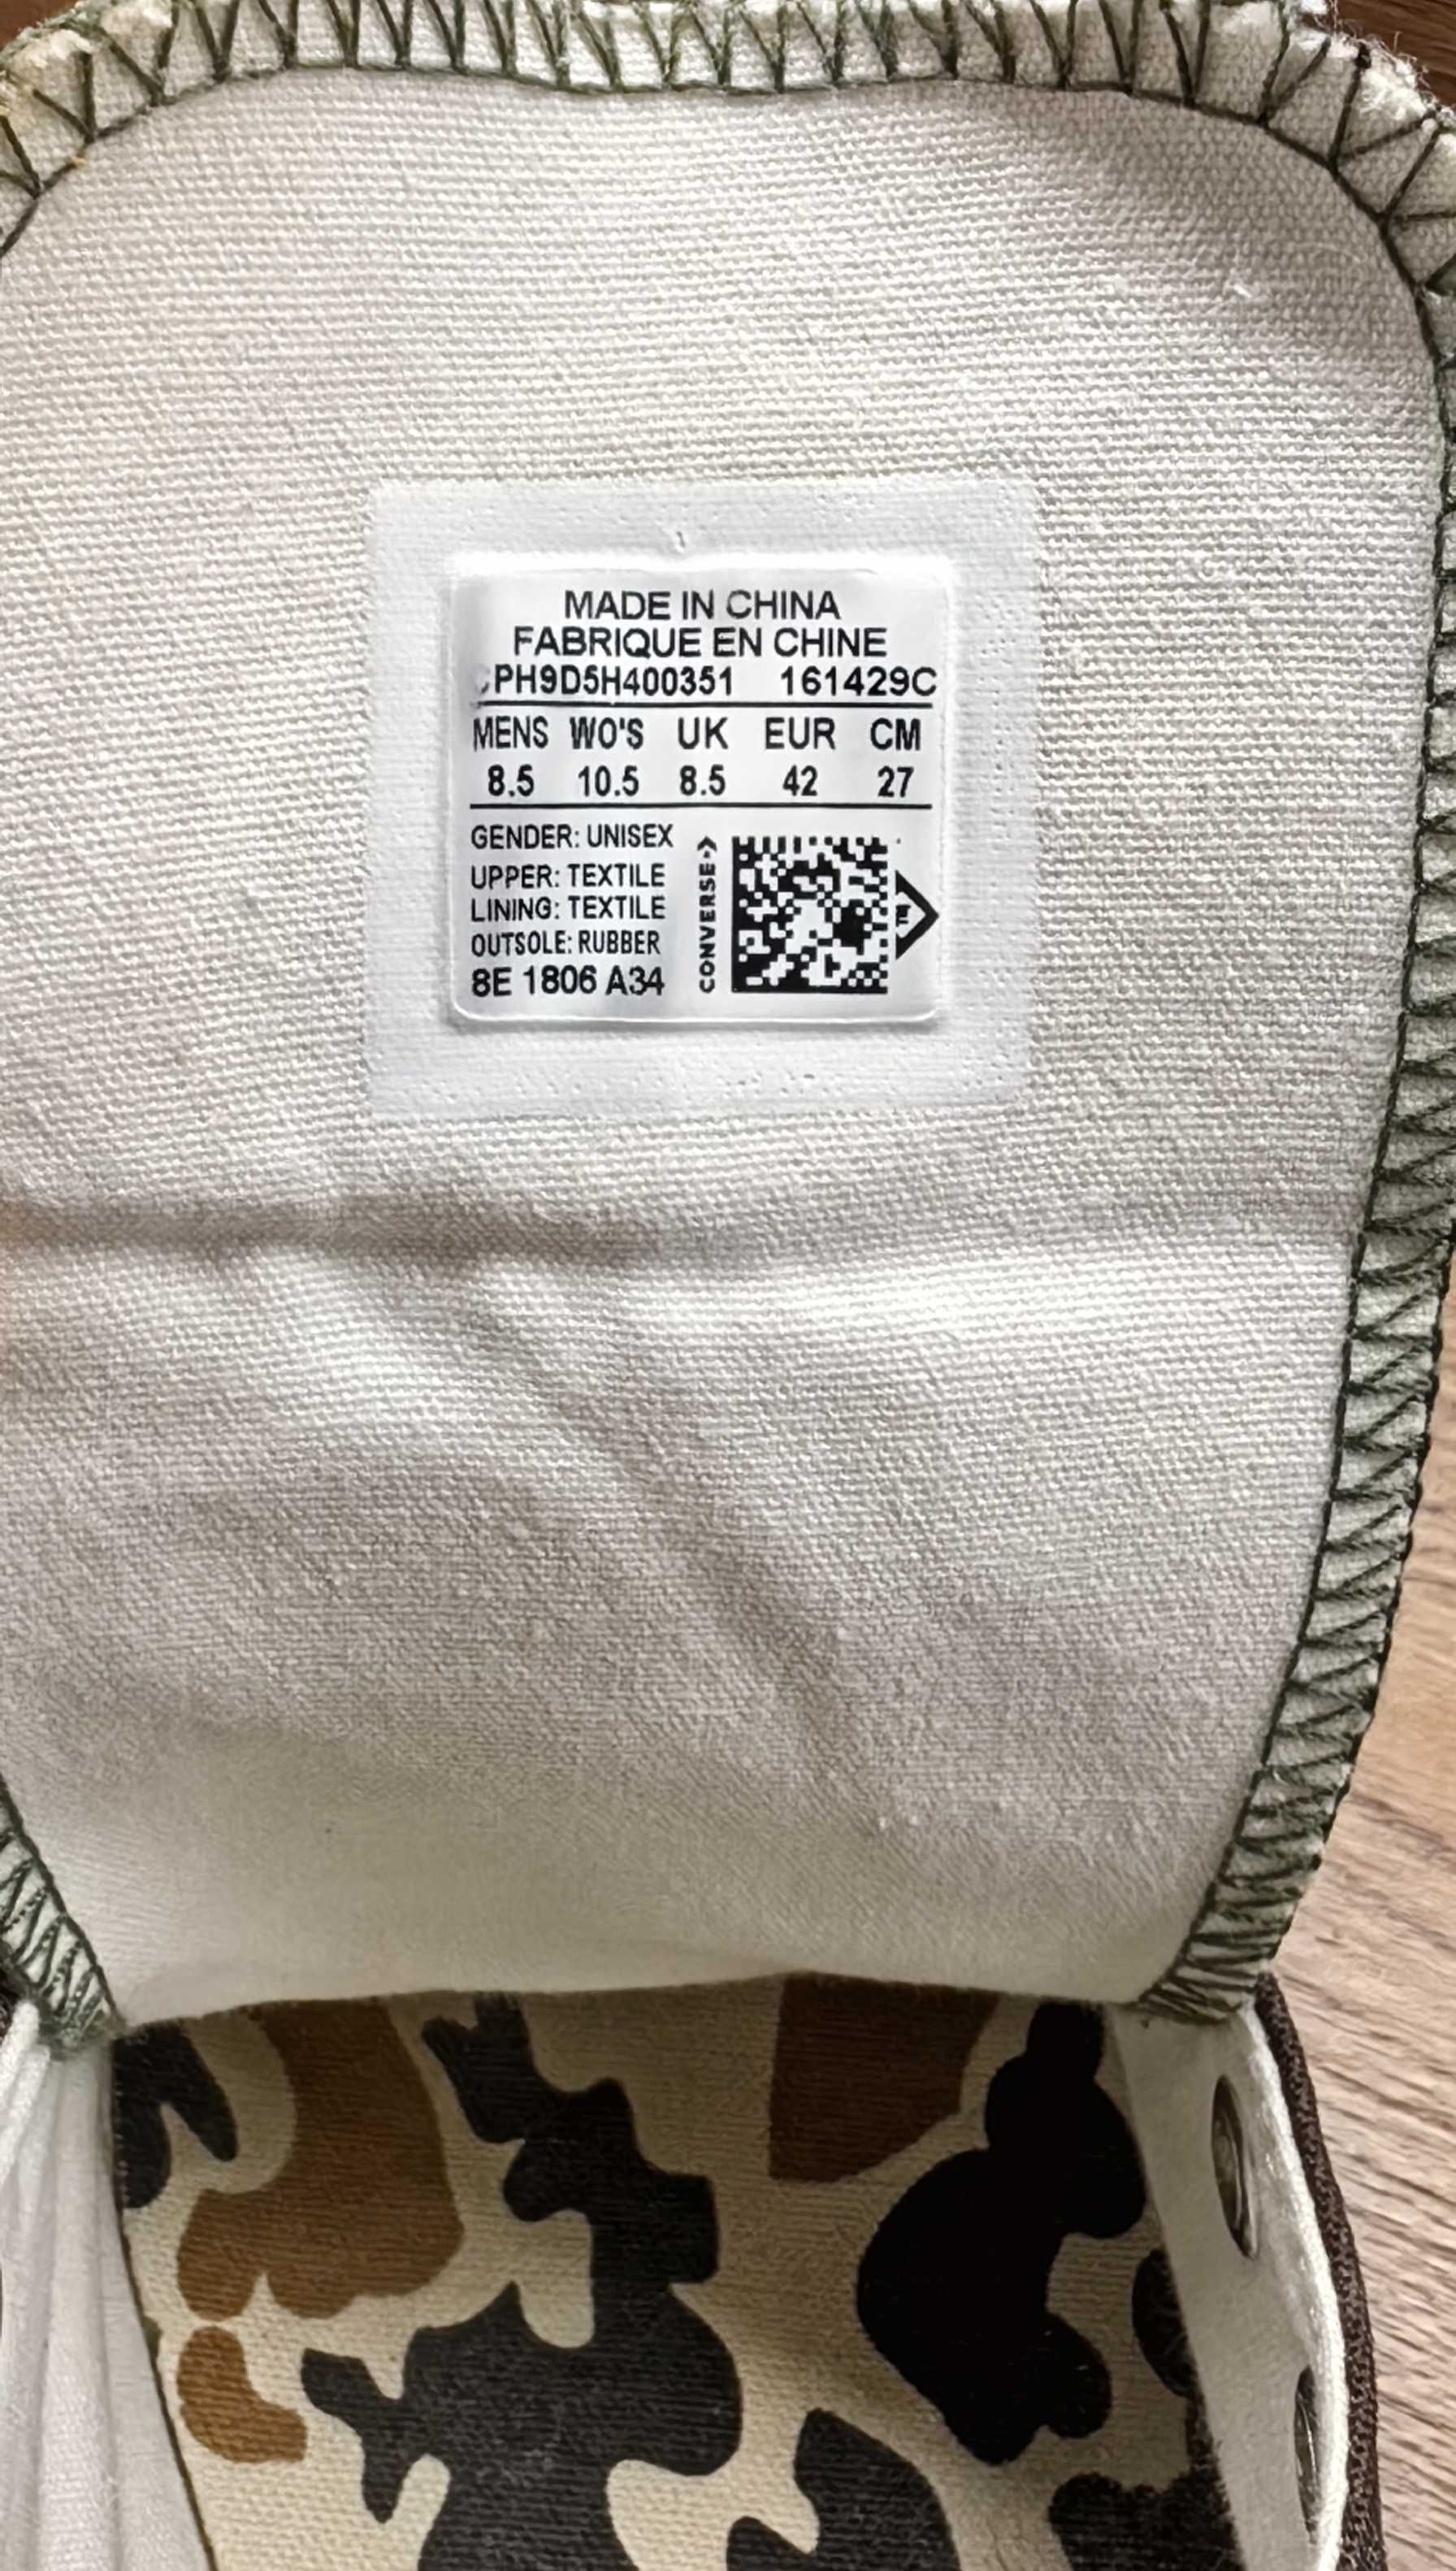 MADE IN CHINA
FABRIQUE EN CHINE
CPH9D5H400351 161429C
MENS WO'S UK EUR CM
8.5 10.5 8.5 42 27
GENDER: UNISEX
UPPER: TEXTILE
LINING: TEXTILE
OUTSOLE: RUBBER
8E 1806 A34
CONVERSE